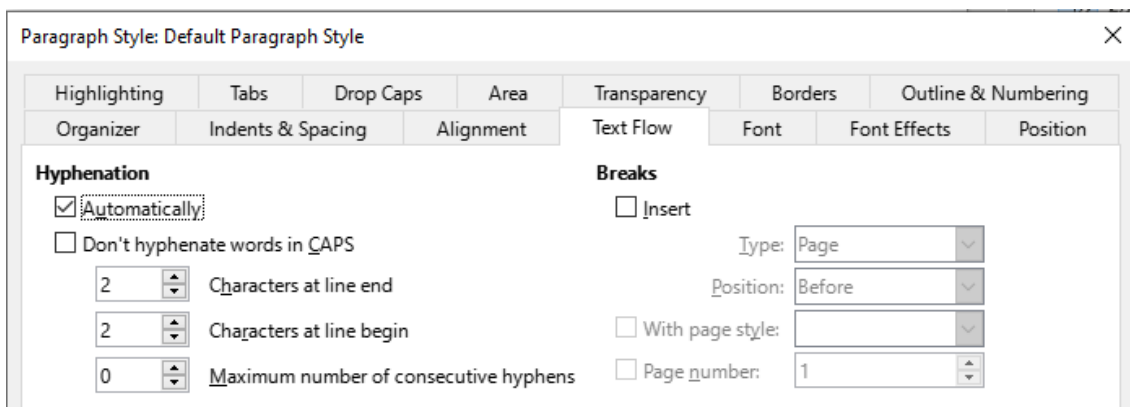 Paragraph Style: Default Paragraph Style
Highlighting Tabs Drop Caps Area Transparency Borders Outline & Numbering
Organizer Indents & Spacing Alignment Text Flow Font Font Effects Position
Hyphenation
Automatically
Don't hyphenate words in CAPS
2 Characters at line end
2 Characters at line begin
0 Maximum number of consecutive hyphens
Breaks
Insert
Type: Page
Position: Before
With page style:
Page number: 1